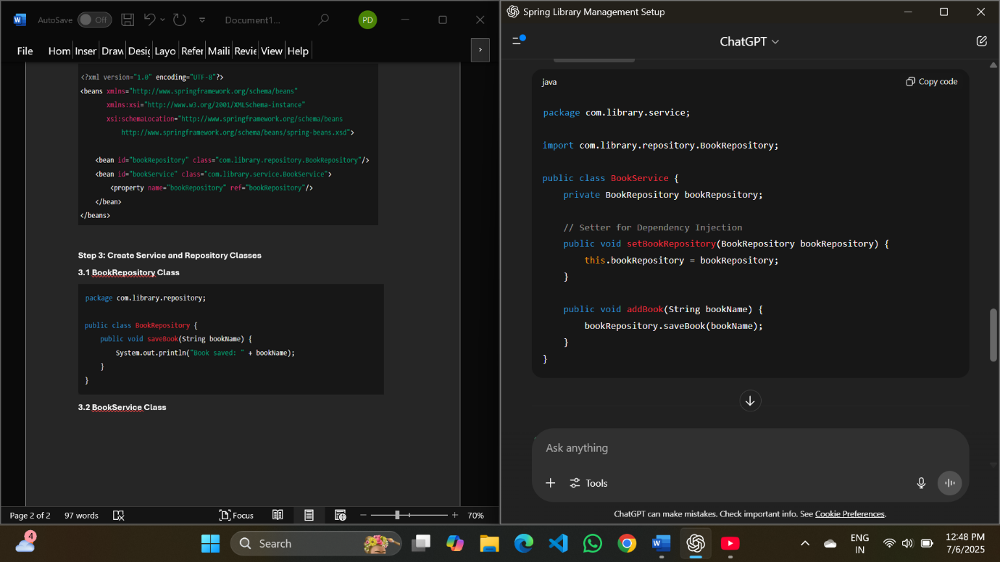 AutoSave Off Document1... PD
File Hom Inser Draw Desig Layo Refer Maili Revie View Help
<?xml version="1.0" encoding="UTF-8"?>
<beans xmlns="http://www.springframework.org/schema/beans"
xmlns:xsi="http://www.w3.org/2001/XMLSchema-instance"
xsi:schemaLocation="http://www.springframework.org/schema/beans
http://www.springframework.org/schema/beans/spring-beans.xsd">
<bean id="bookRepository" class="com.library.repository.BookRepository"/>
<bean id="bookService" class="com.library.service.BookService">
<property name="bookRepository" ref="bookRepository"/>
</bean>
</beans>
Step 3: Create Service and Repository Classes
3.1 BookRepository Class
package com.library.repository;
public class BookRepository {
public void saveBook(String bookName) {
System.out.println("Book saved: " + bookName);
}
}
3.2 BookService Class
Page 2 of 2 97 words Focus 70%
Spring Library Management Setup
ChatGPT
java Copy code
package com.library.service;
import com.library.repository.BookRepository;
public class BookService {
private BookRepository bookRepository;
// Setter for Dependency Injection
public void setBookRepository(BookRepository bookRepository) {
this.bookRepository = bookRepository;
}
public void addBook(String bookName) {
bookRepository.saveBook(bookName);
}
}
Ask anything
Tools
ChatGPT can make mistakes. Check important info. See Cookie Preferences.
4 Search ENG 12:48 PM
IN 7/6/2025